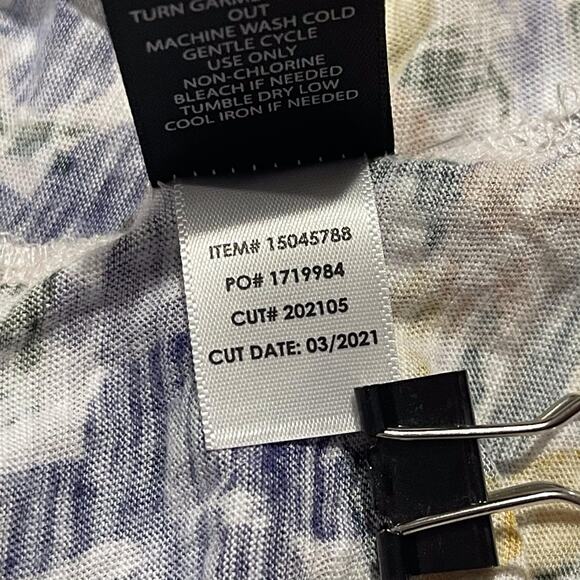 TURN GARMENT
OUT
MACHINE WASH COLD
GENTLE CYCLE
USE ONLY
NON-CHLORINE
BLEACH IF NEEDED
TUMBLE DRY LOW
COOL IRON IF NEEDED
ITEM# 15045788
PO# 1719984
CUT# 202105
CUT DATE: 03/2021